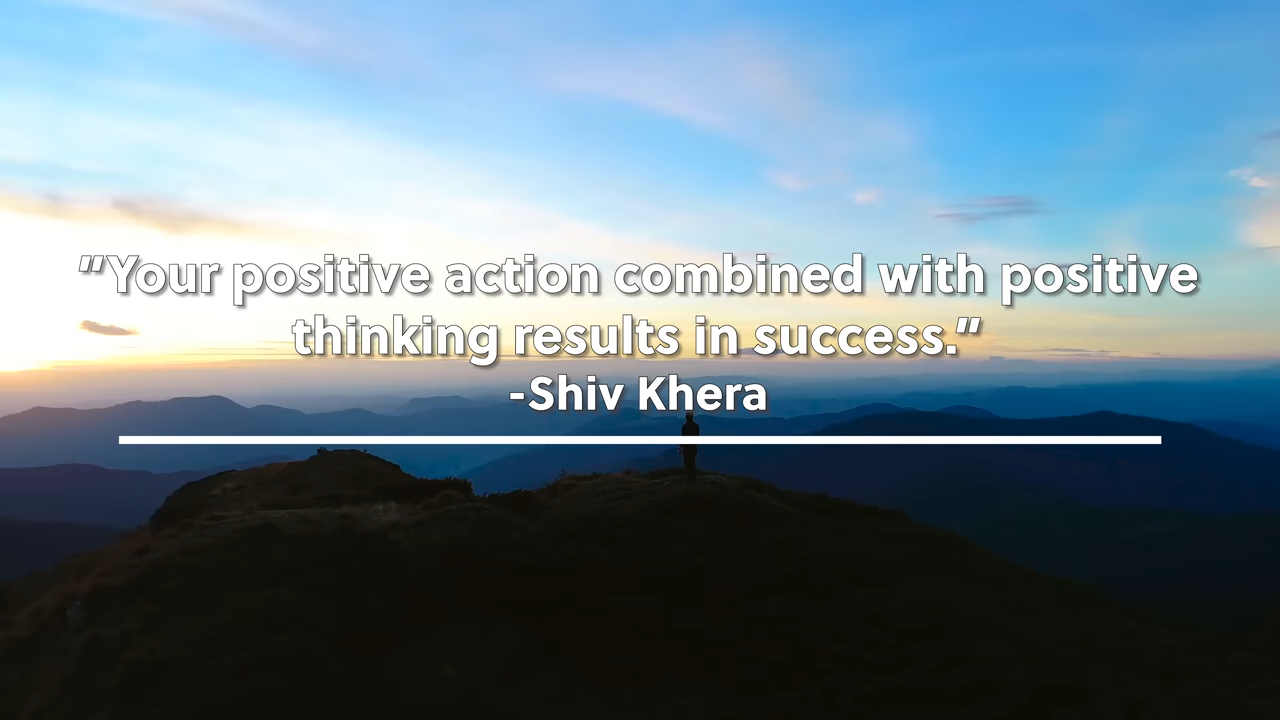 "Your positive action combined with positive
thinking results in success."
-Shiv Khera